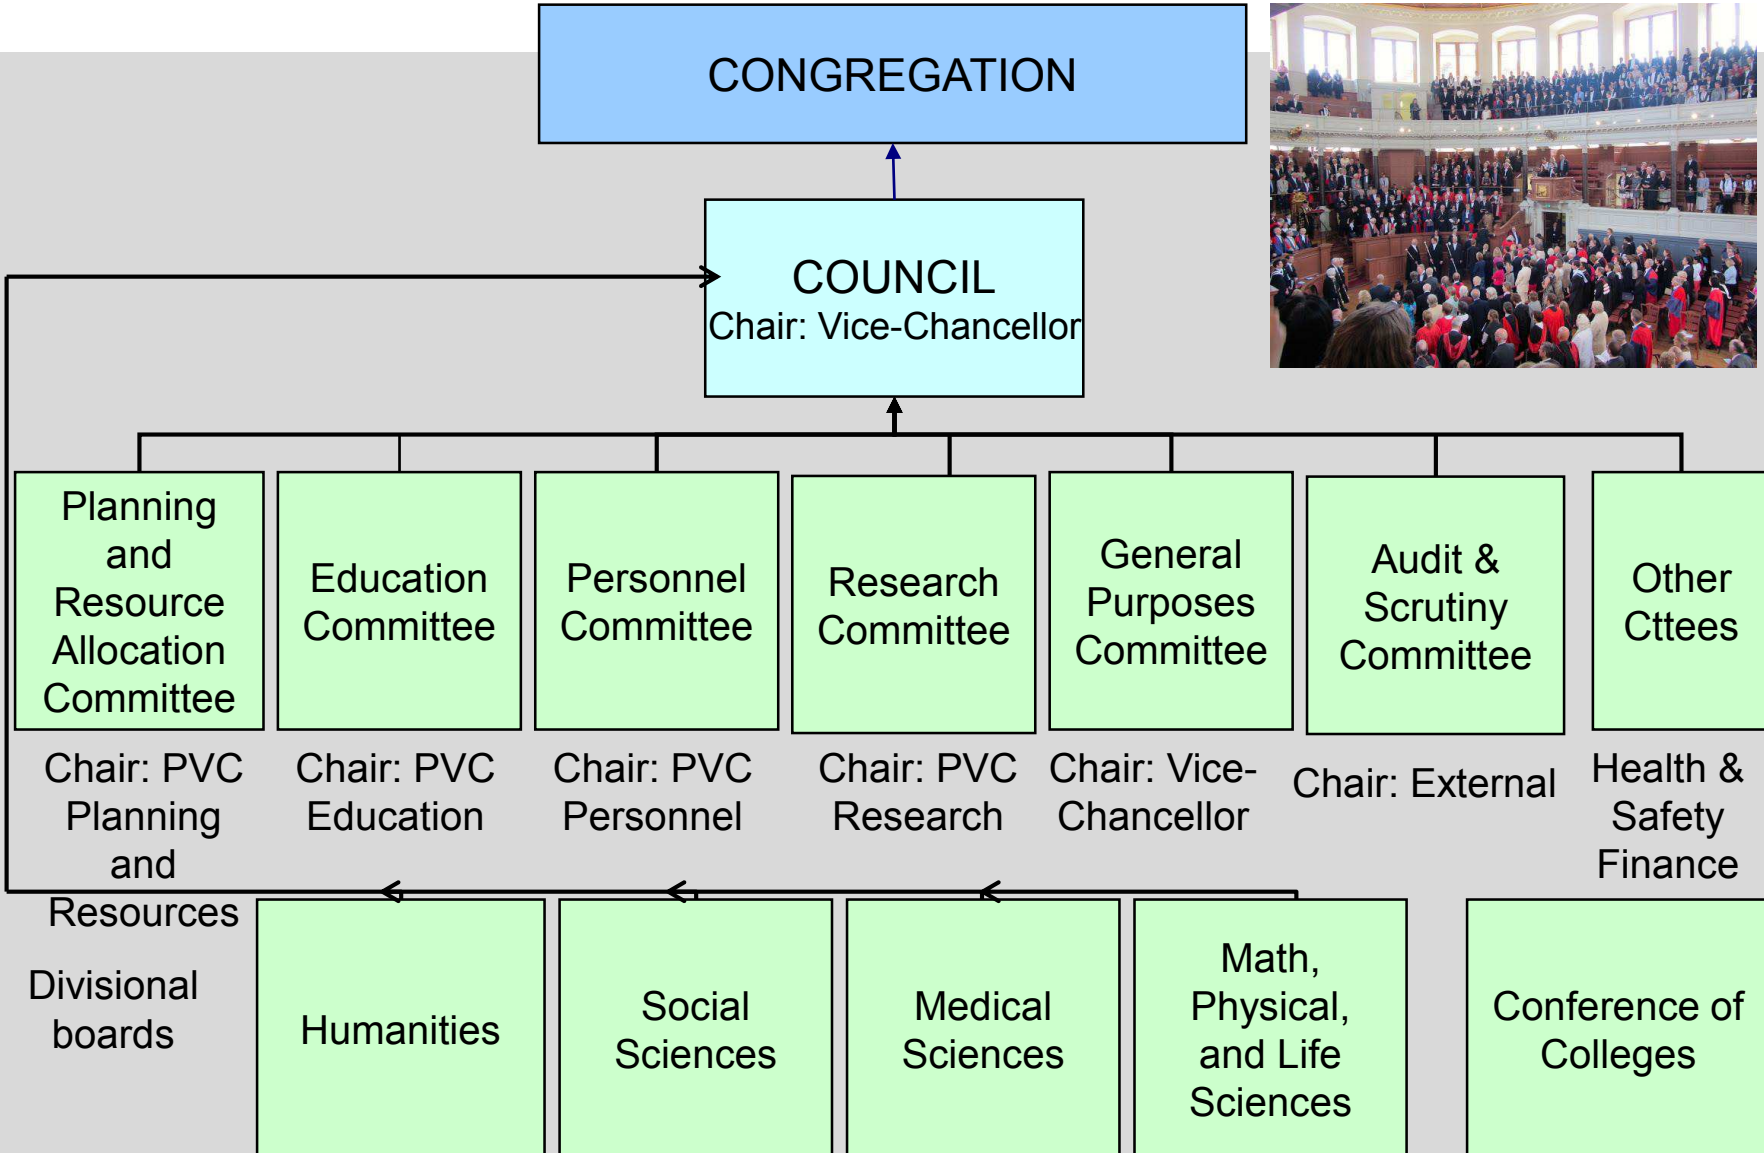 CONGREGATION
COUNCIL
Chair: Vice-Chancellor
Planning
and
Resource
Allocation
Committee
Education
Committee
Personnel
Committee
Research
Committee
General
Purposes
Committee
Audit &
Scrutiny
Committee
Other
Cttees
Chair: PVC
Planning
and
Resources
Chair: PVC
Education
Chair: PVC
Personnel
Chair: PVC
Research
Chair: Vice-
Chancellor
Chair: External
Health &
Safety
Finance
Divisional
boards
Humanities
Social
Sciences
Medical
Sciences
Math,
Physical,
and Life
Sciences
Conference of
Colleges